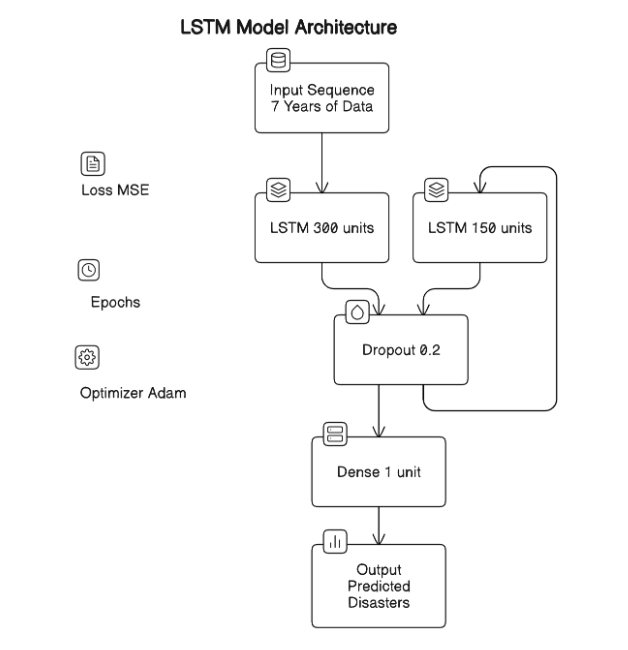 LSTM Model Architecture
Input Sequence
7 Years of Data
Loss MSE
LSTM 300 units
LSTM 150 units
Epochs
Dropout 0.2
Optimizer Adam
Dense 1 unit
Output
Predicted
Disasters